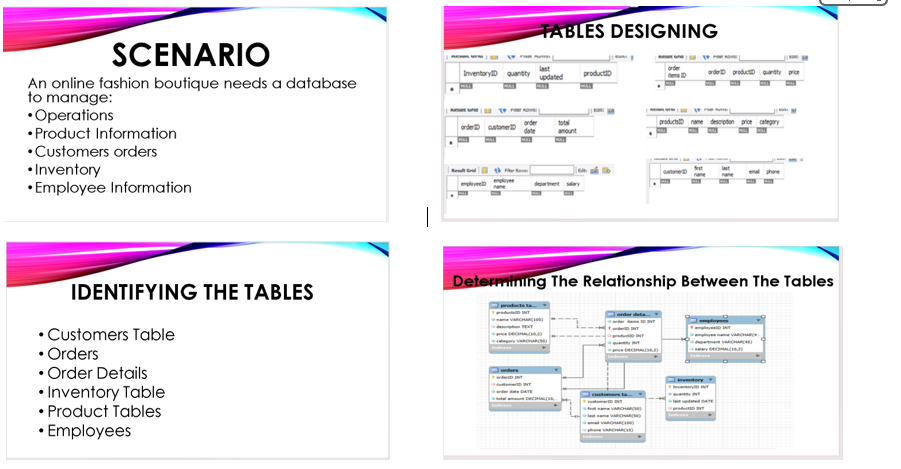 SCENARIO
An online fashion boutique needs a database
to manage:
•Operations
•Product Information
•Customers orders
•Inventory
•Employee Information
TABLES DESIGNING
InventoryID quantity last updated productID
NULL NULL NULL NULL
order items ID orderID productID quantity price
NULL NULL NULL NULL NULL
orderID customerID order date total amount
NULL NULL NULL NULL
productsID name description price category
NULL NULL NULL NULL NULL
Result Grid Filter Rows: Edit:
employeeID employee name department salary
NULL NULL NULL NULL
customerID first name last name email phone
NULL NULL NULL NULL NULL
IDENTIFYING THE TABLES
• Customers Table
• Orders
• Order Details
• Inventory Table
• Product Tables
• Employees
Determining The Relationship Between The Tables
products ta...
productsID INT
name VARCHAR(100)
description TEXT
price DECIMAL(10,2)
category VARCHAR(50)
Indexes
order deta...
order items ID INT
orderID INT
productID INT
quantity INT
price DECIMAL(10,2)
Indexes
employees
employeeID INT
employee name VARCHAR(
department VARCHAR(45)
salary DECIMAL(10,2)
Indexes
orders
orderID INT
customerID INT
order date DATE
total amount DECIMAL(10,...
Indexes
customers ta...
customerID INT
first name VARCHAR(50)
last name VARCHAR(50)
email VARCHAR(100)
phone VARCHAR(15)
Indexes
inventory
InventoryID INT
quantity INT
last updated DATE
productID INT
Indexes